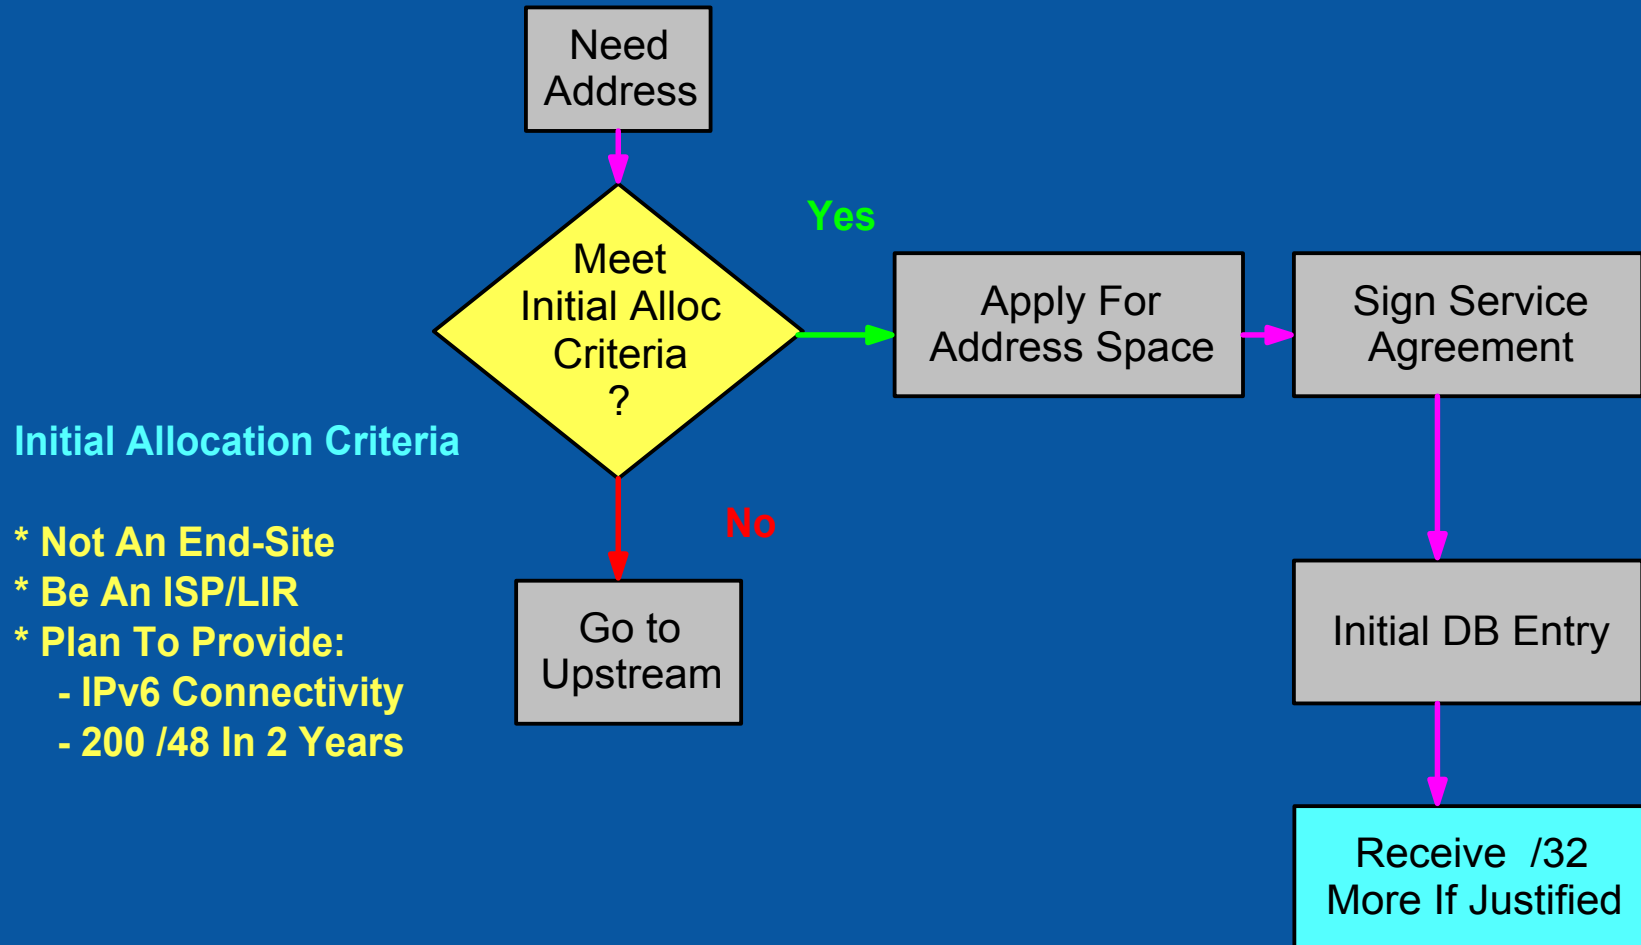 Need
Address
Meet
Initial Alloc
Criteria
?
Yes
Apply For
Address Space
Sign Service
Agreement
Initial Allocation Criteria
* Not An End-Site
* Be An ISP/LIR
* Plan To Provide:
- IPv6 Connectivity
- 200 /48 In 2 Years
No
Go to
Upstream
Initial DB Entry
Receive /32
More If Justified